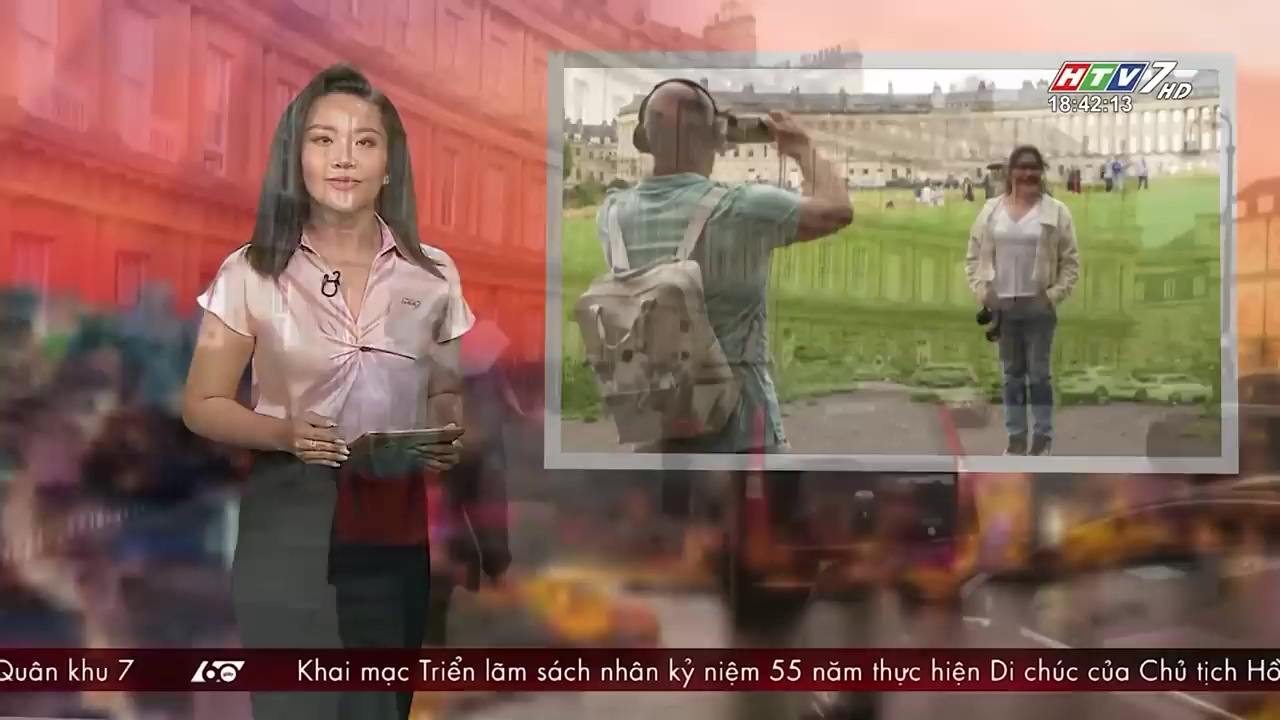 HTV7 HD
18:42:13
Quân khu 7
60 Khai mạc Triển lãm sách nhân kỷ niệm 55 năm thực hiện Di chúc của Chủ tịch Hồ